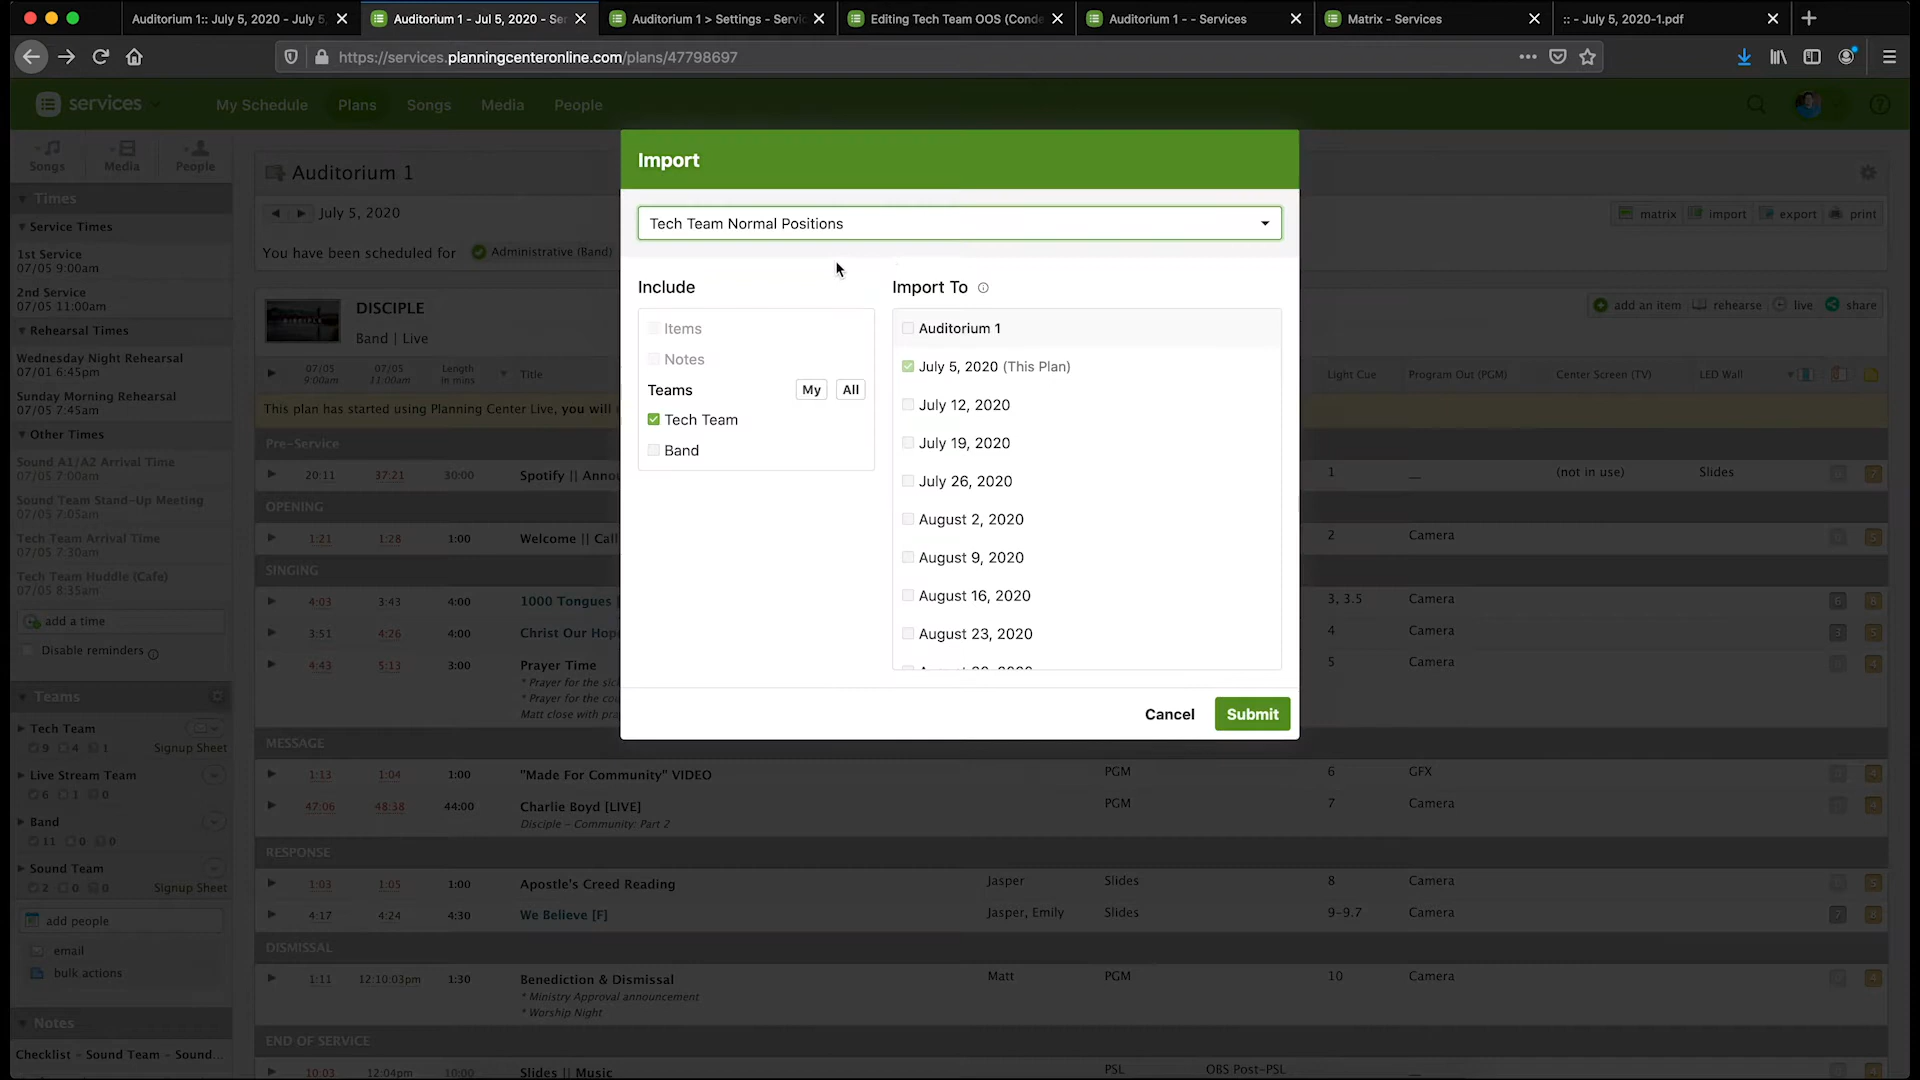 Auditorium 1:: July 5, 2020 - July 5,
Auditorium 1 - Jul 5, 2020 - Ser
Auditorium 1 > Settings - Servic
Editing Tech Team OOS (Conde
Auditorium 1 - - Services
Matrix - Services
:: - July 5, 2020-1.pdf
https://services.planningcenteronline.com/plans/47798697
services
My Schedule
Plans
Songs
Media
People
Songs
Media
People
Times
Service Times
1st Service
07/05 9:00am
2nd Service
07/05 11:00am
Rehearsal Times
Wednesday Night Rehearsal
07/01 6:45pm
Sunday Morning Rehearsal
07/05 7:45am
Other Times
Sound A1/A2 Arrival Time
07/05 7:00am
Sound Team Stand-Up Meeting
07/05 7:05am
Tech Team Arrival Time
07/05 7:30am
Tech Team Huddle (Cafe)
07/05 8:35am
add a time
Disable reminders
Teams
Tech Team
9 4 1 Signup Sheet
Live Stream Team
6 1 0
Band
11 0 0
Sound Team
2 0 0 Signup Sheet
add people
email
bulk actions
Notes
Checklist - Sound Team - Sound...
Auditorium 1
July 5, 2020
matrix import export print
You have been scheduled for Administrative (Band)
DISCIPLE
Band | Live
add an item rehearse live share
07/05 9:00am 07/05 11:00am Length in mins Title Light Cue Program Out (PGM) Center Screen (TV) LED Wall
This plan has started using Planning Center Live, you will
Pre-Service
20:11 37:21 30:00 Spotify || Annou 1 __ (not in use) Slides 7
OPENING
1:21 1:28 1:00 Welcome || Call 2 Camera 5
SINGING
4:03 3:43 4:00 1000 Tongues 3, 3.5 Camera 6 8
3:51 4:26 4:00 Christ Our Hop 4 Camera 3 5
4:43 5:13 3:00 Prayer Time 5 Camera 4
* Prayer for the sic
* Prayer for the cou
Matt close with pra
MESSAGE
1:13 1:04 1:00 "Made For Community" VIDEO PGM 6 GFX 4
47:06 48:38 44:00 Charlie Boyd [LIVE] PGM 7 Camera 4
Disciple - Community: Part 2
RESPONSE
1:03 1:05 1:00 Apostle's Creed Reading Jasper Slides 8 Camera 5
4:17 4:24 4:30 We Believe [F] Jasper, Emily Slides 9-9.7 Camera 7 8
DISMISSAL
1:11 12:10:03pm 1:30 Benediction & Dismissal Matt PGM 10 Camera 4
* Ministry Approval announcement
* Worship Night
END OF SERVICE
10:03 12:04pm 10:00 Slides || Music PSL OBS Post-PSL __ 4
Import
Tech Team Normal Positions
Include
Items
Notes
Teams My All
Tech Team
Band
Import To
Auditorium 1
July 5, 2020 (This Plan)
July 12, 2020
July 19, 2020
July 26, 2020
August 2, 2020
August 9, 2020
August 16, 2020
August 23, 2020
Cancel Submit